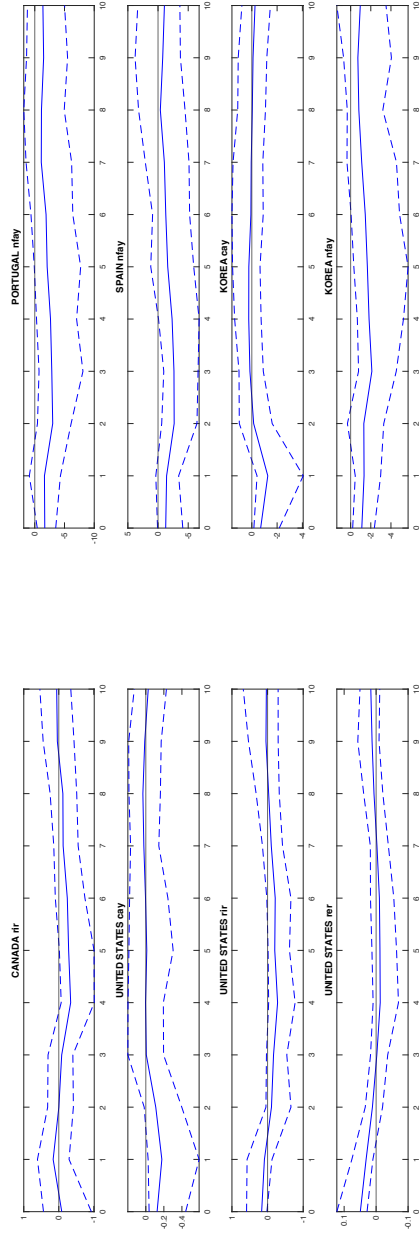 CANADA rir
1
0
-1
0 1 2 3 4 5 6 7 8 9 10
PORTUGAL nfay
0
-5
-10
0 1 2 3 4 5 6 7 8 9 10
UNITED STATES cay
0
-0.2
-0.4
0 1 2 3 4 5 6 7 8 9 10
SPAIN nfay
5
0
-5
0 1 2 3 4 5 6 7 8 9 10
UNITED STATES rir
1
0
-1
0 1 2 3 4 5 6 7 8 9 10
KOREA cay
0
-2
-4
0 1 2 3 4 5 6 7 8 9 10
UNITED STATES rer
0.1
0
-0.1
0 1 2 3 4 5 6 7 8 9 10
KOREA nfay
0
-2
-4
0 1 2 3 4 5 6 7 8 9 10